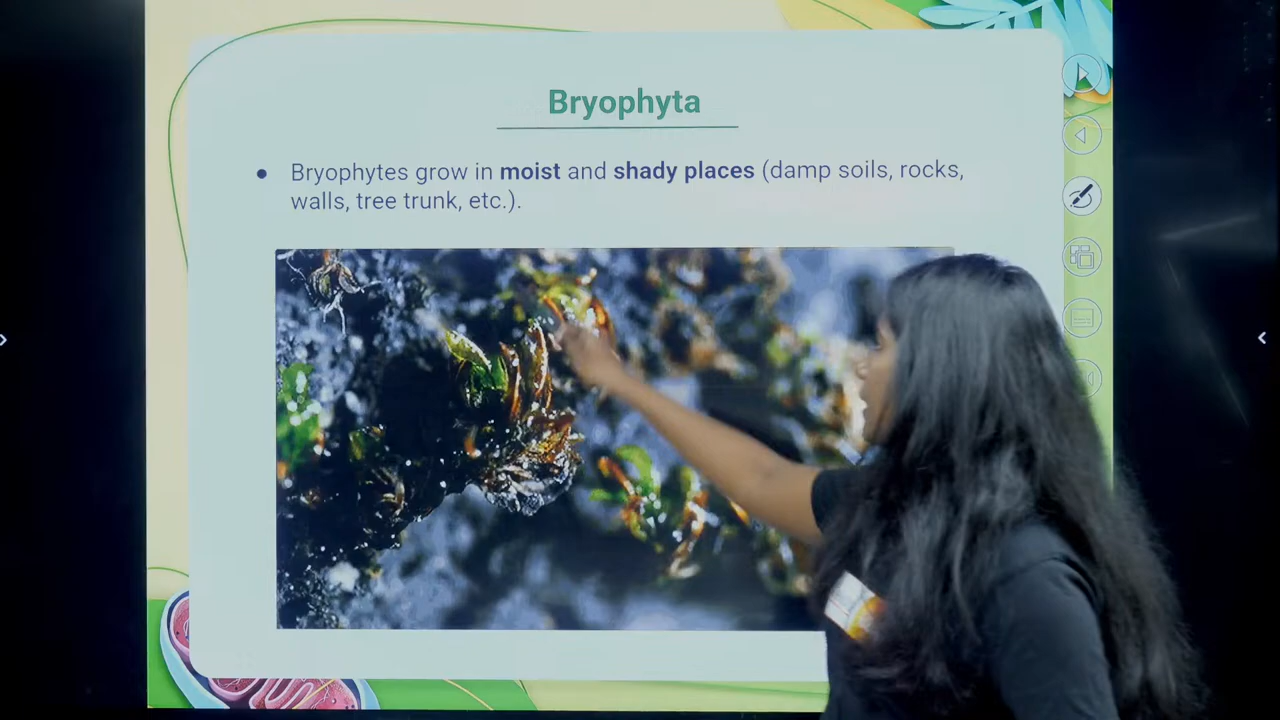 Bryophyta
● Bryophytes grow in moist and shady places (damp soils, rocks,
walls, tree trunk, etc.).